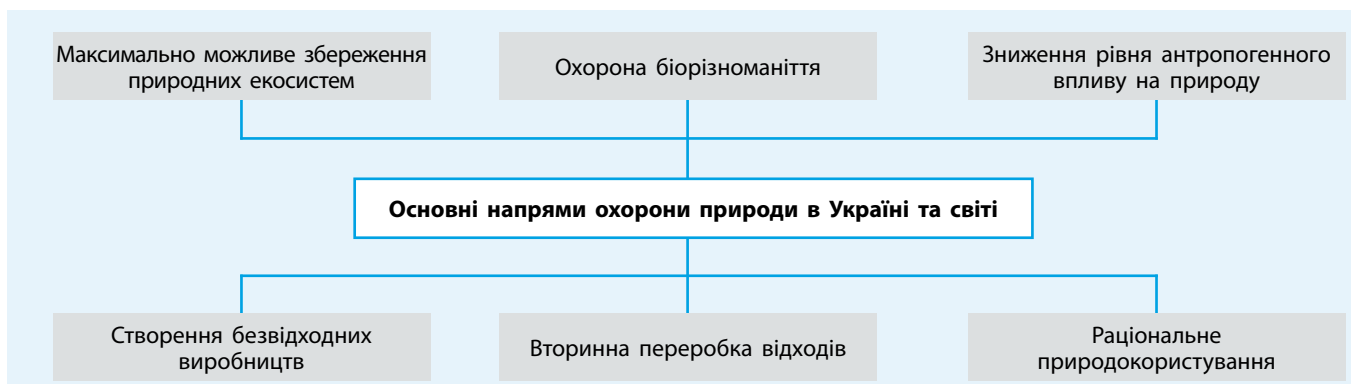 Максимально можливе збереження
природних екосистем
Охорона біорізноманіття
Зниження рівня антропогенного
впливу на природу
Основні напрями охорони природи в Україні та світі
Створення безвідходних
виробництв
Вторинна переробка відходів
Раціональне
природокористування